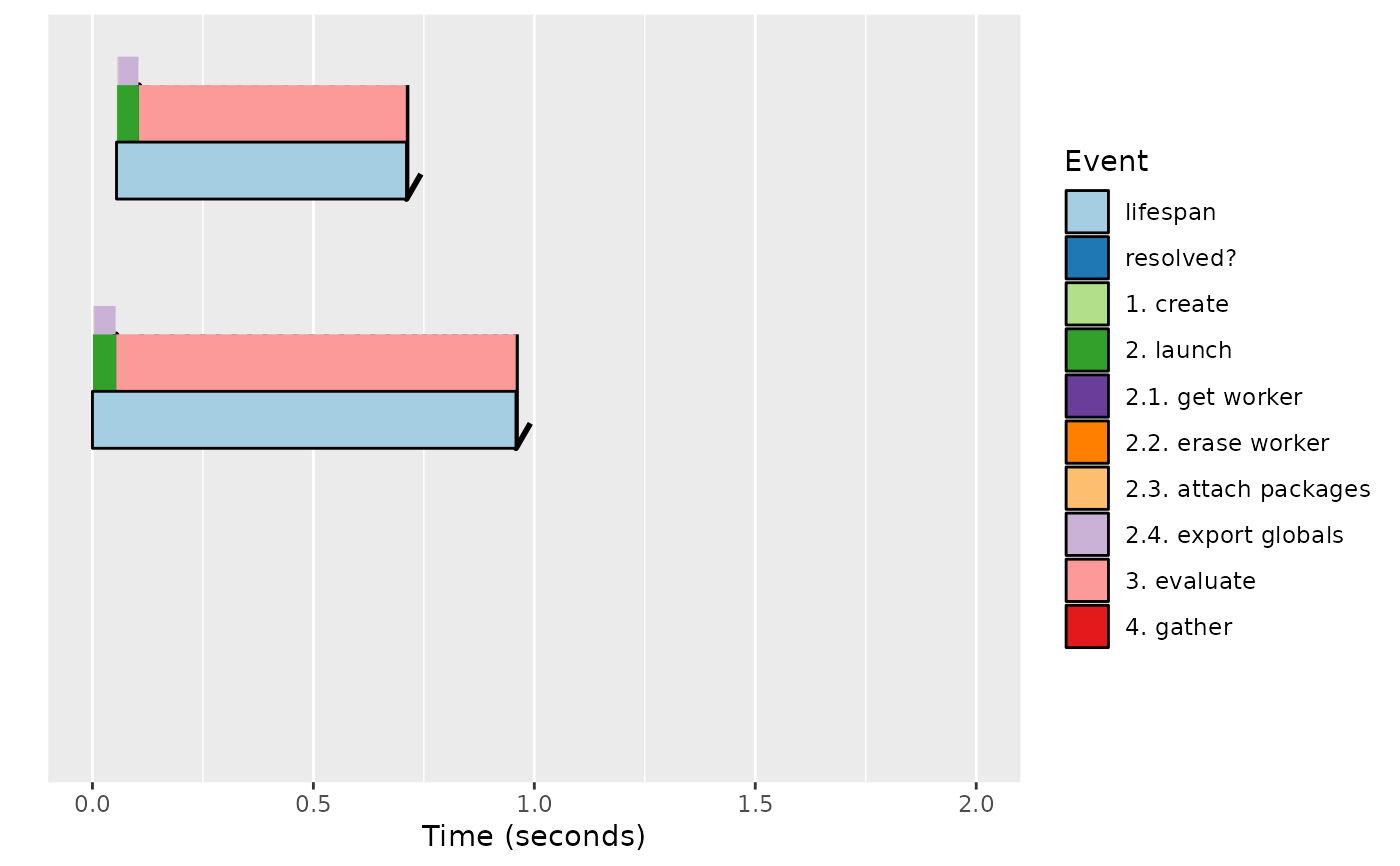 Event
lifespan
resolved?
1. create
2. launch
2.1. get worker
2.2. erase worker
2.3. attach packages
2.4. export globals
3. evaluate
4. gather
0.0 0.5 1.0 1.5 2.0
Time (seconds)